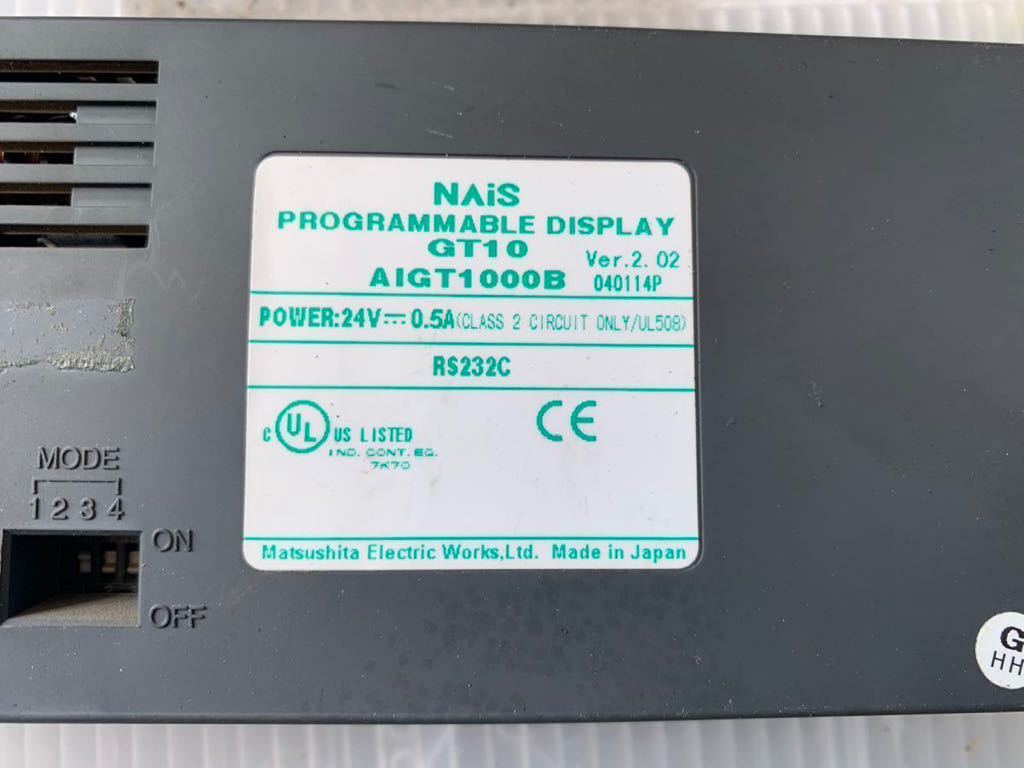 NAiS
PROGRAMMABLE DISPLAY
GT10 Ver.2.02
AIGT1000B 040114P
POWER:24V⎓0.5A(CLASS 2 CIRCUIT ONLY/UL508)
RS232C
C UL US LISTED
IND. CONT. EQ.
7K70
CE
Matsushita Electric Works,Ltd. Made in Japan
MODE
1 2 3 4
ON
OFF
G
HH